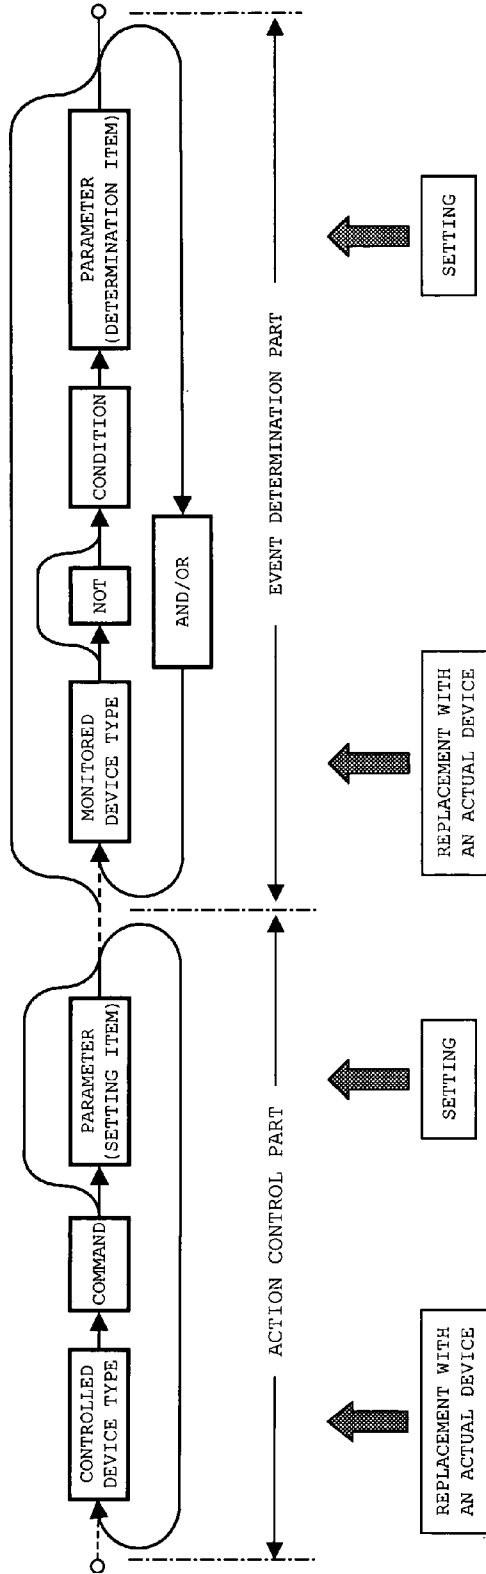 CONTROLLED
DEVICE TYPE
COMMAND
PARAMETER
(SETTING ITEM)
MONITORED
DEVICE TYPE
NOT
CONDITION
PARAMETER
(DETERMINATION ITEM)
AND/OR
ACTION CONTROL PART
EVENT DETERMINATION PART
REPLACEMENT WITH
AN ACTUAL DEVICE
SETTING
REPLACEMENT WITH
AN ACTUAL DEVICE
SETTING